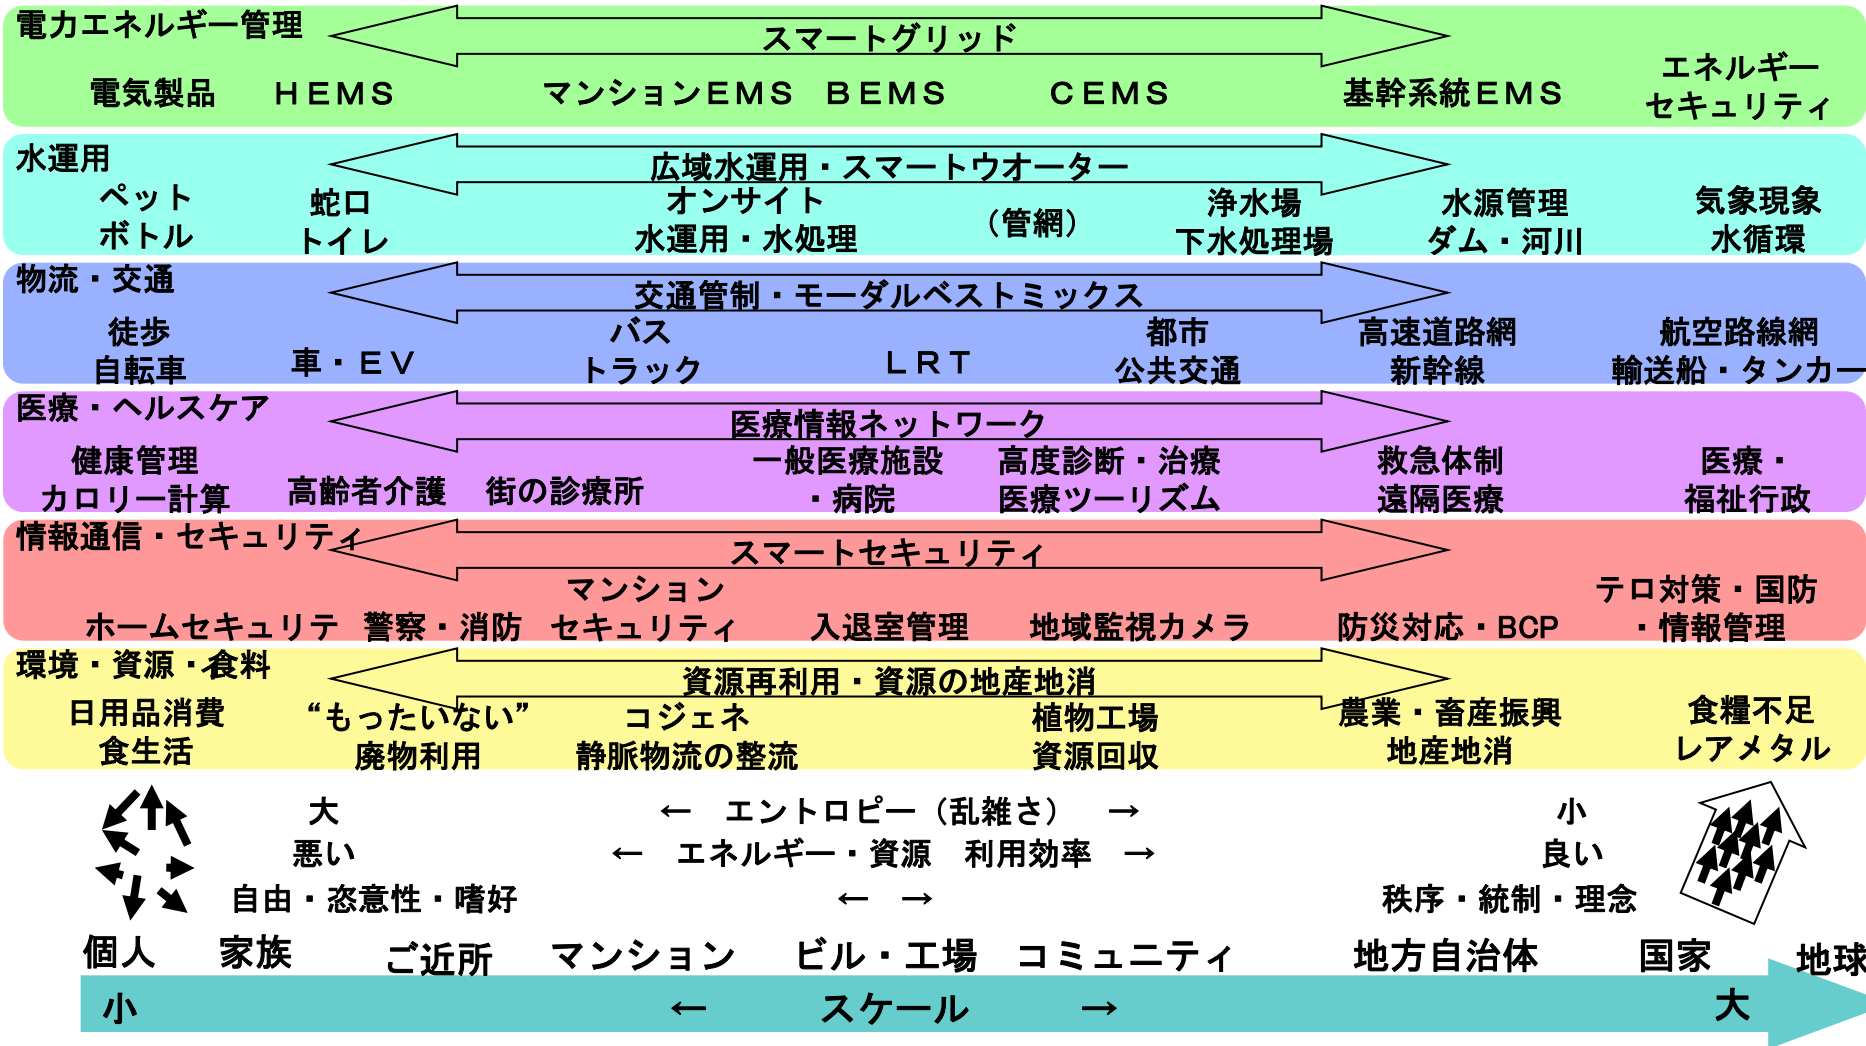 電力エネルギー管理
スマートグリッド
電気製品 ＨＥＭＳ マンションＥＭＳ ＢＥＭＳ ＣＥＭＳ 基幹系統ＥＭＳ
エネルギー
セキュリティ
水運用
広域水運用・スマートウオーター
ペット
ボトル
蛇口
トイレ
オンサイト
水運用・水処理
（管網）
浄水場
下水処理場
水源管理
ダム・河川
気象現象
水循環
物流・交通
交通管制・モーダルベストミックス
徒歩
自転車
車・ＥＶ
バス
トラック
ＬＲＴ
都市
公共交通
高速道路網
新幹線
航空路線網
輸送船・タンカー
医療・ヘルスケア
医療情報ネットワーク
健康管理
カロリー計算
高齢者介護
街の診療所
一般医療施設
・病院
高度診断・治療
医療ツーリズム
救急体制
遠隔医療
医療・
福祉行政
情報通信・セキュリティ
スマートセキュリティ
ホームセキュリテ
警察・消防
マンション
セキュリティ
入退室管理
地域監視カメラ
防災対応・BCP
テロ対策・国防
・情報管理
環境・資源・食料
資源再利用・資源の地産地消
日用品消費
食生活
“もったいない”
廃物利用
コジェネ
静脈物流の整流
植物工場
資源回収
農業・畜産振興
地産地消
食糧不足
レアメタル
大 ← エントロピー（乱雑さ） → 小
悪い ← エネルギー・資源 利用効率 → 良い
自由・恣意性・嗜好 ← → 秩序・統制・理念
個人 家族 ご近所 マンション ビル・工場 コミュニティ 地方自治体 国家 地球
小 ← スケール → 大